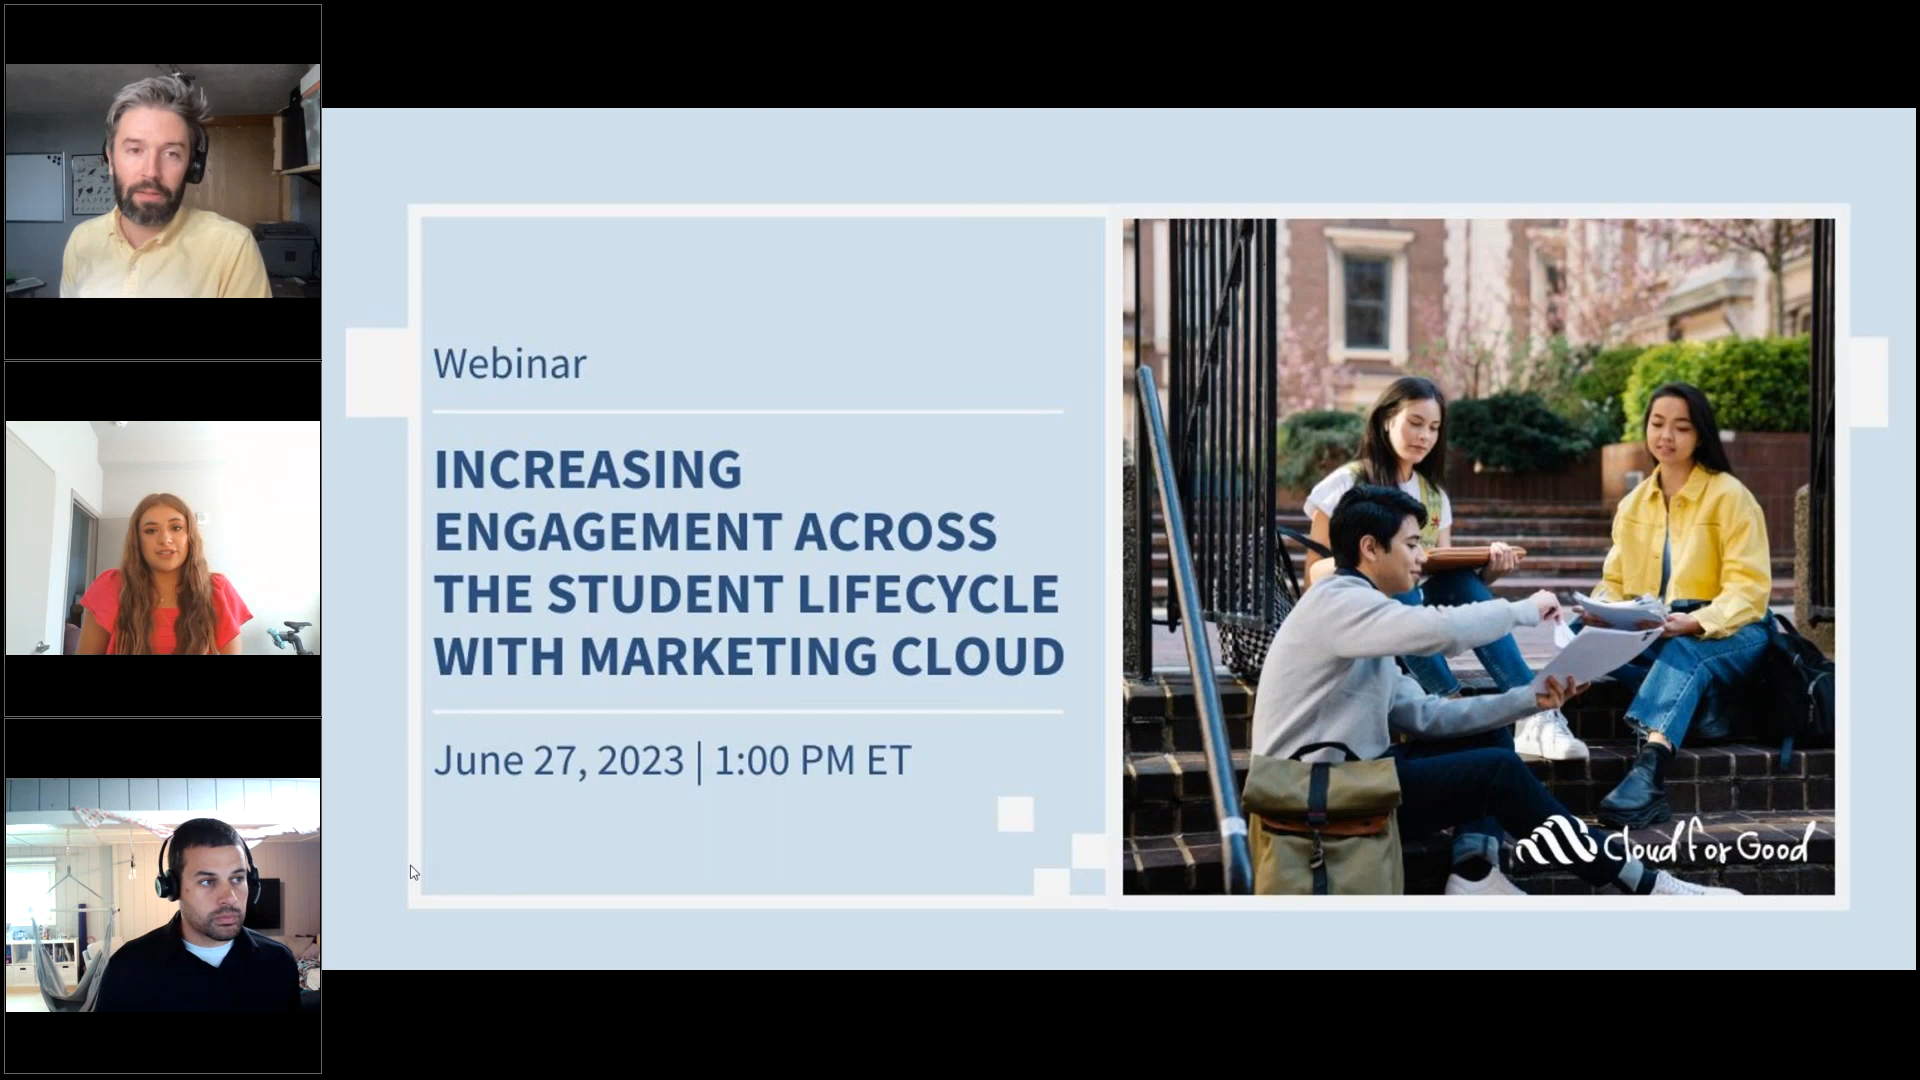 Webinar
INCREASING
ENGAGEMENT ACROSS
THE STUDENT LIFECYCLE
WITH MARKETING CLOUD
June 27, 2023 | 1:00 PM ET
Cloud for Good